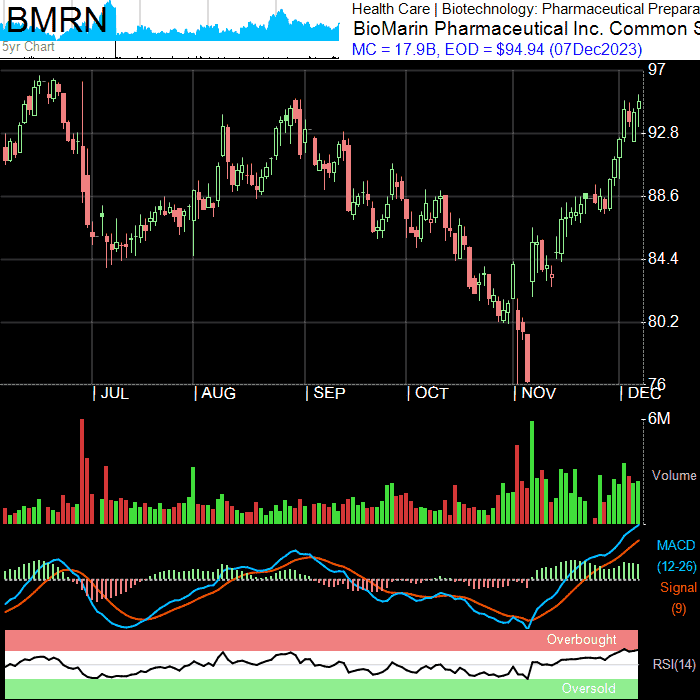 BMRN
5yr Chart
Health Care | Biotechnology: Pharmaceutical Prepara
BioMarin Pharmaceutical Inc. Common S
MC = 17.9B, EOD = $94.94 (07Dec2023)
97
92.8
88.6
84.4
80.2
76
JUL AUG SEP OCT NOV DEC
6M
Volume
MACD
(12-26)
Signal
(9)
Overbought
RSI(14)
Oversold